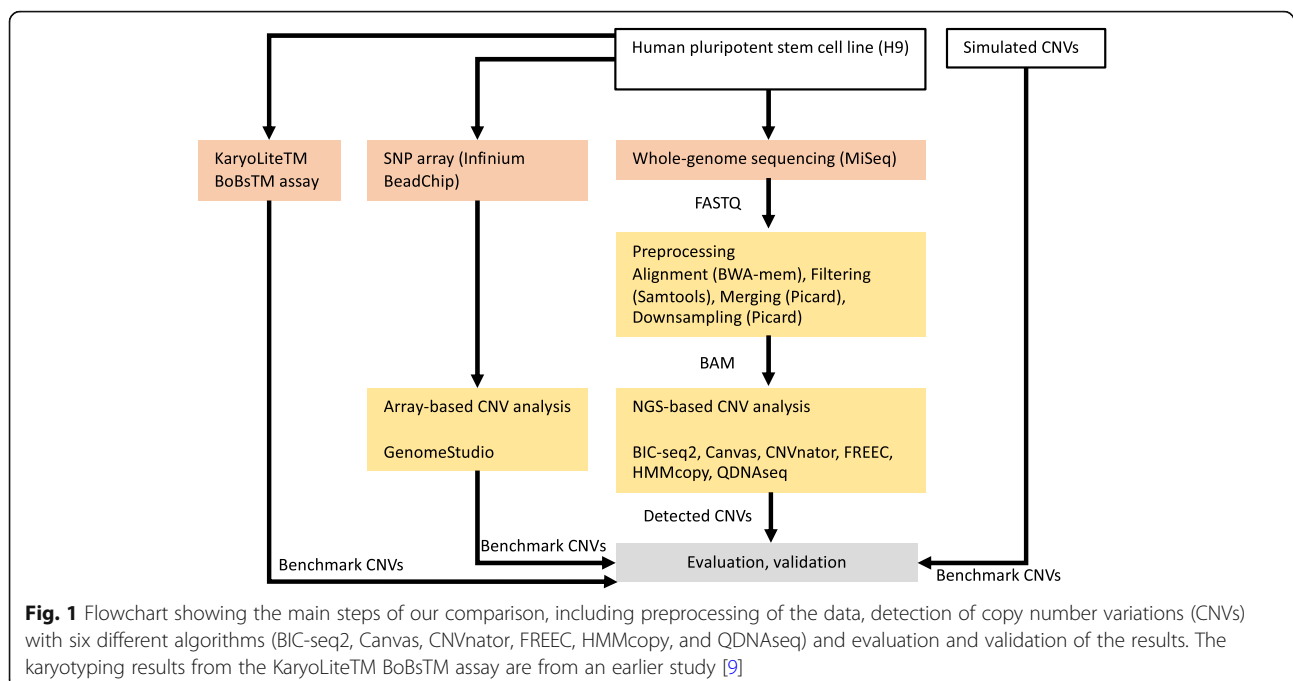 Human pluripotent stem cell line (H9)
Simulated CNVs
KaryoLiteTM
BoBsTM assay
SNP array (Infinium
BeadChip)
Whole-genome sequencing (MiSeq)
FASTQ
Preprocessing
Alignment (BWA-mem), Filtering
(Samtools), Merging (Picard),
Downsampling (Picard)
BAM
Array-based CNV analysis
GenomeStudio
NGS-based CNV analysis
BIC-seq2, Canvas, CNVnator, FREEC,
HMMcopy, QDNAseq
Detected CNVs
Benchmark CNVs
Benchmark CNVs
Evaluation, validation
Benchmark CNVs
Fig. 1 Flowchart showing the main steps of our comparison, including preprocessing of the data, detection of copy number variations (CNVs)
with six different algorithms (BIC-seq2, Canvas, CNVnator, FREEC, HMMcopy, and QDNAseq) and evaluation and validation of the results. The
karyotyping results from the KaryoLiteTM BoBsTM assay are from an earlier study [9]